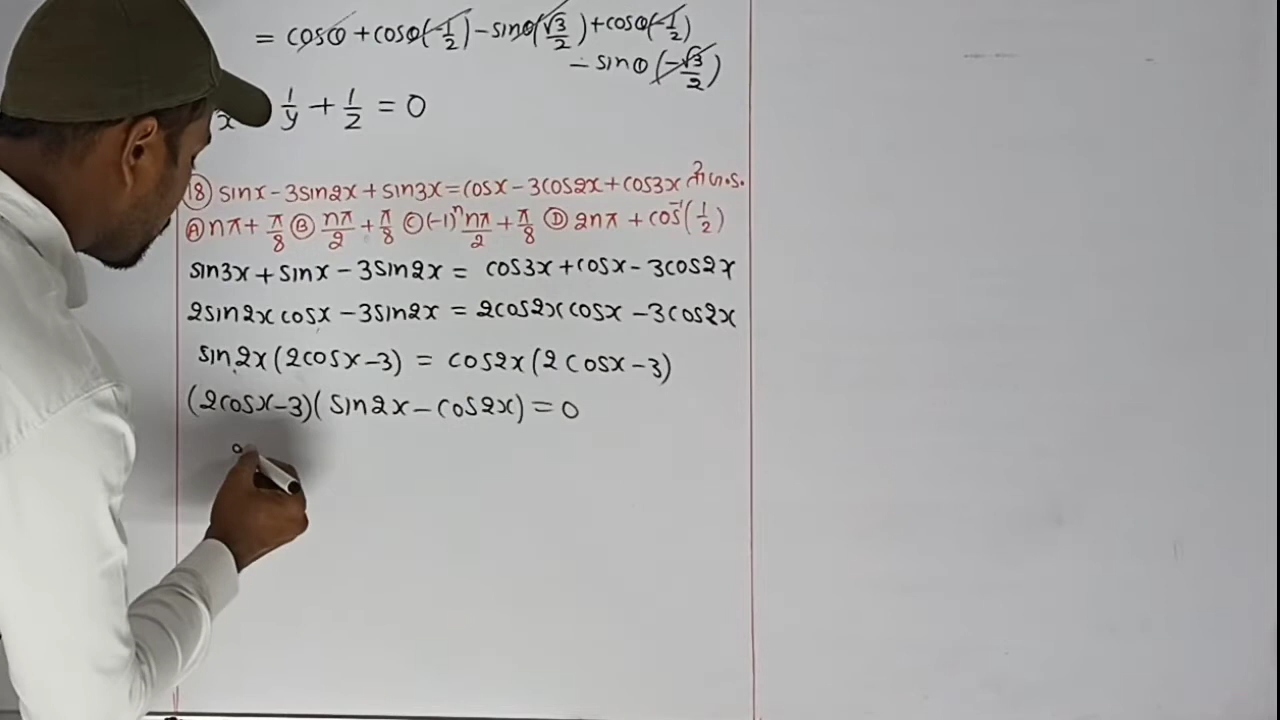 = cosθ + cosθ(-1/2) - sinθ(√3/2) + cosθ(-1/2)
- sinθ(-√3/2)
x 1/y + 1/z = 0
(18) sinx - 3sin2x + sin3x = cosx - 3cos2x + cos3x
(A) nπ + π/8 (B) nπ/2 + π/8 (C) (-1)ⁿ nπ/2 + π/8 (D) 2nπ + cos⁻¹(1/2)
sin3x + sinx - 3sin2x = cos3x + cosx - 3cos2x
2sin2x cosx - 3sin2x = 2cos2x cosx - 3cos2x
sin2x (2cosx - 3) = cos2x (2cosx - 3)
(2cosx - 3)(sin2x - cos2x) = 0